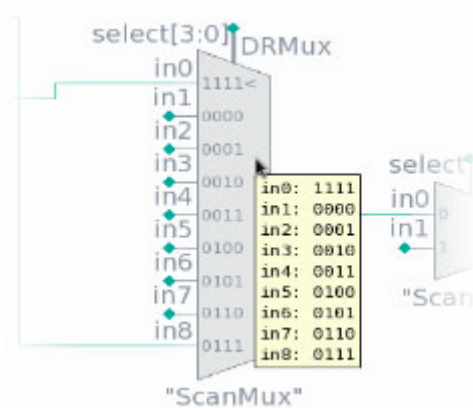 select[3:0]
DRMux
in0
1111<
in1
0000
in2
0001
in3
0010
in4
0011
in5
0100
in6
0101
in7
0110
in8
0111
in0: 1111
in1: 0000
in2: 0001
in3: 0010
in4: 0011
in5: 0100
in6: 0101
in7: 0110
in8: 0111
"ScanMux"
select
in0
0
in1
1
"Scan